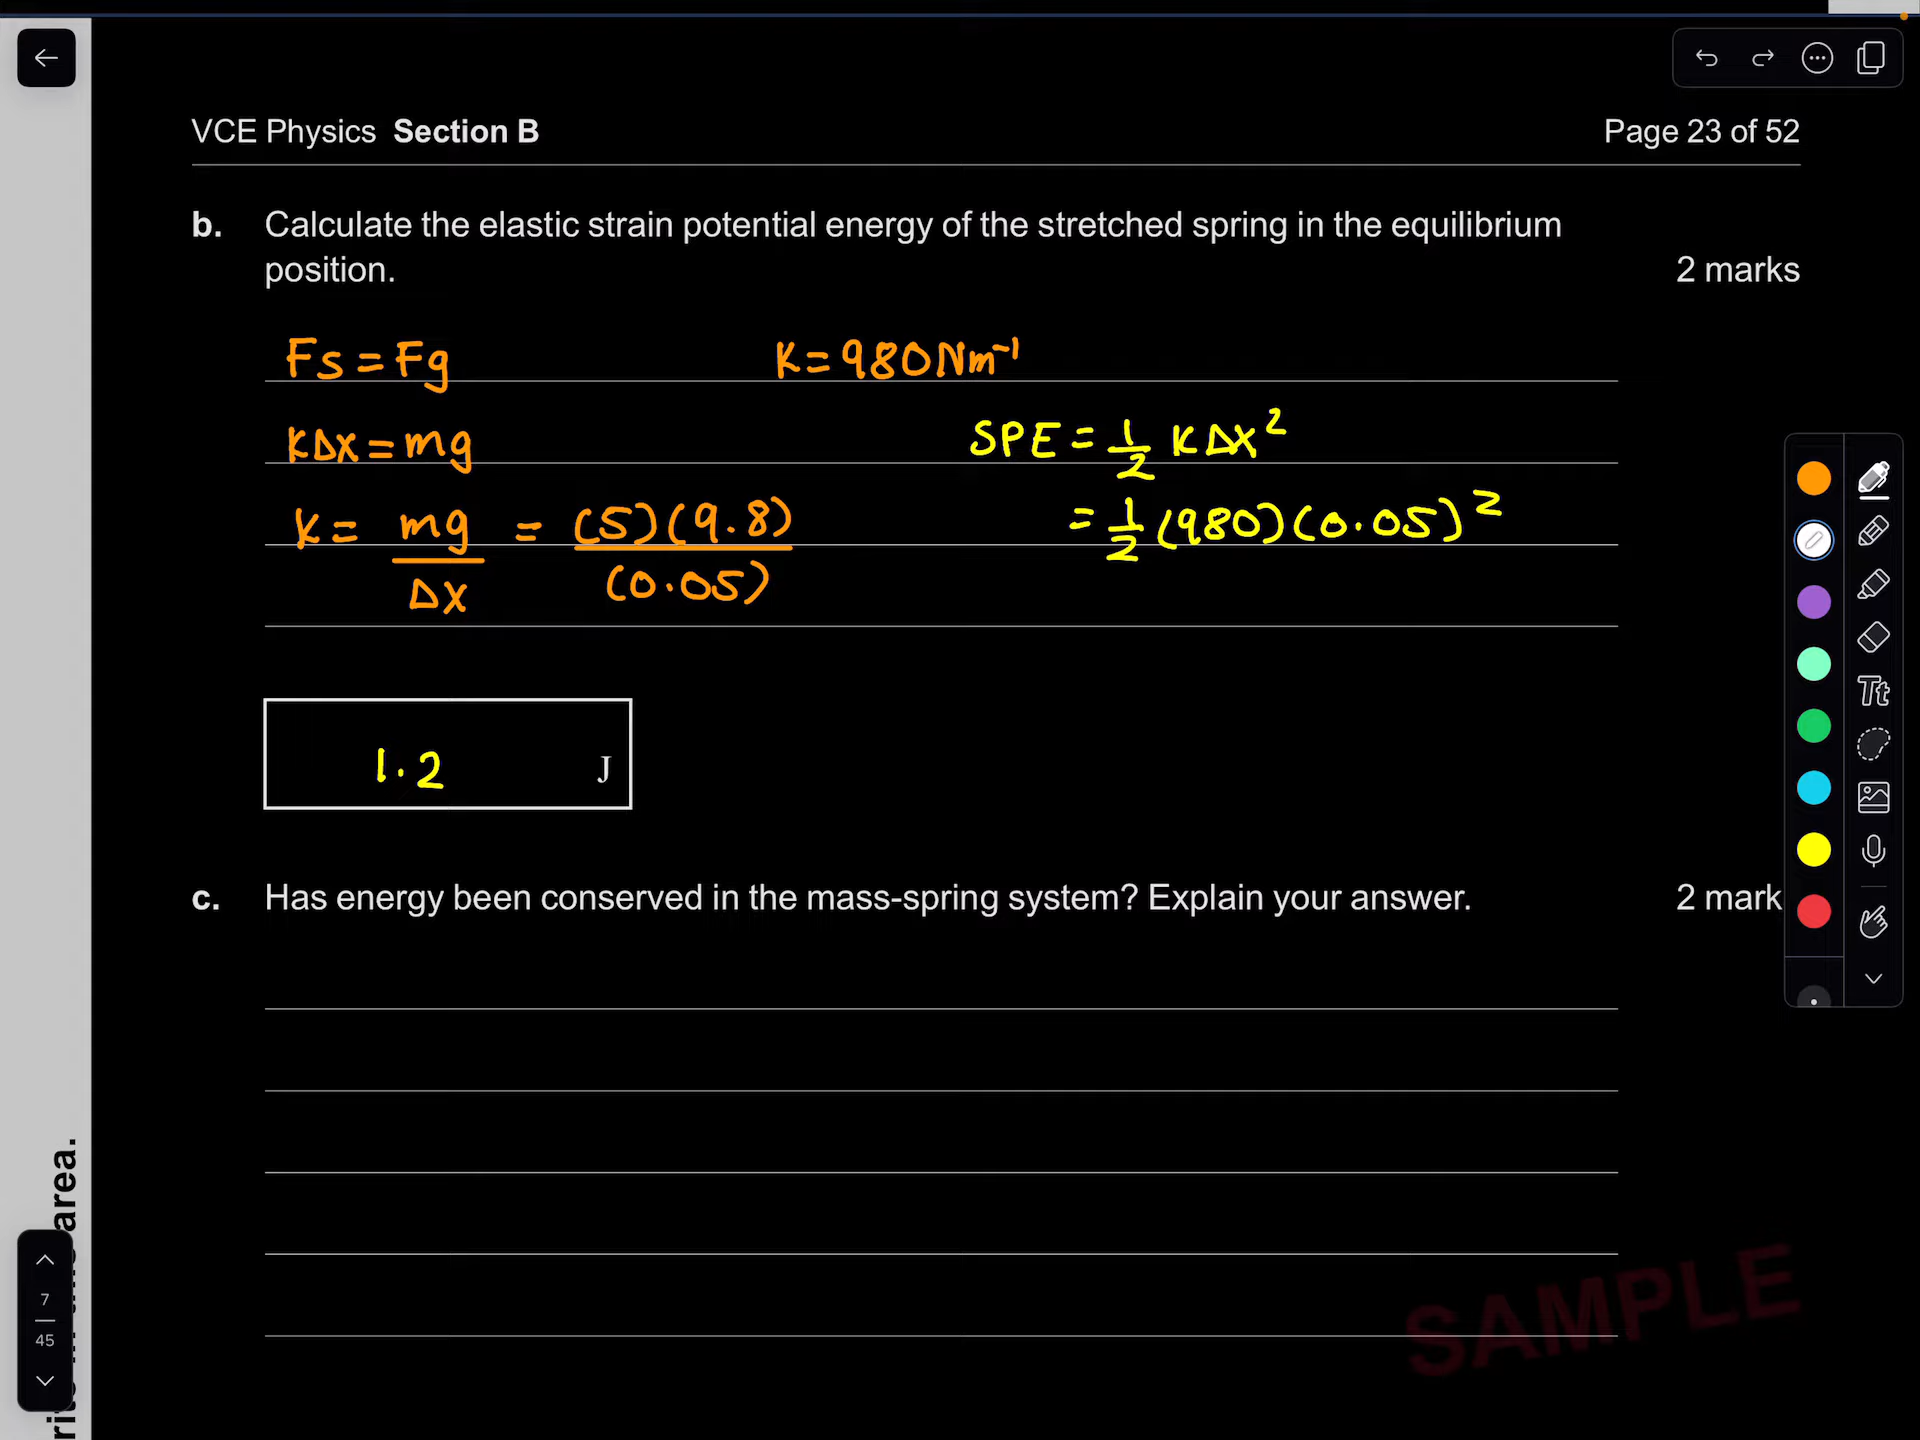 VCE Physics Section B Page 23 of 52
b. Calculate the elastic strain potential energy of the stretched spring in the equilibrium
position. 2 marks
Fs = Fg K = 980 Nm⁻¹
KΔx = mg SPE = 1/2 KΔx²
K = mg/Δx = (5)(9.8)/(0.05) = 1/2 (980)(0.05)²
1.2 J
c. Has energy been conserved in the mass-spring system? Explain your answer. 2 mark
SAMPLE
area.
7
45
Tt